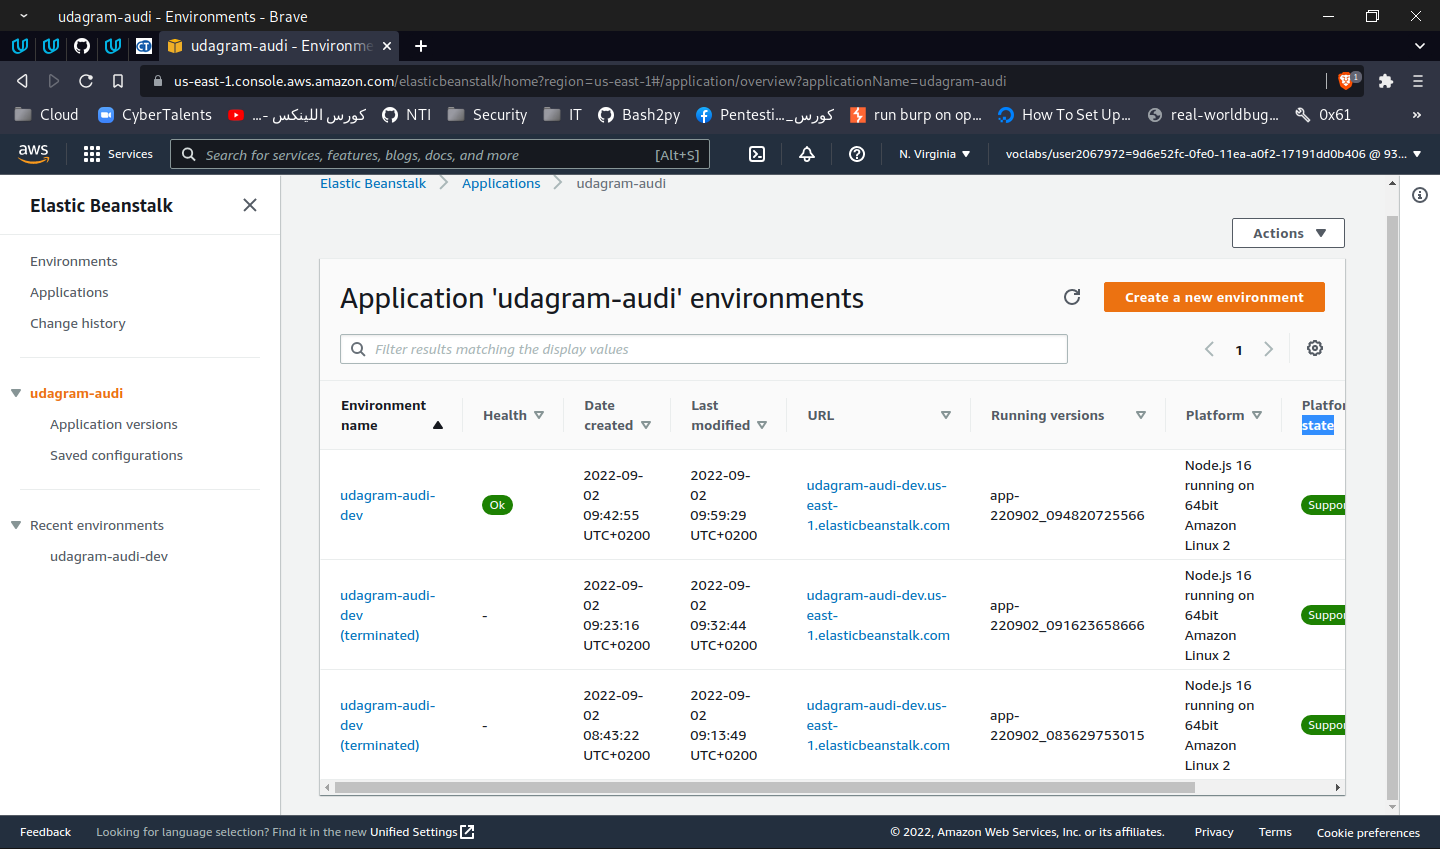 udagram-audi - Environments - Brave
udagram-audi - Environme
us-east-1.console.aws.amazon.com/elasticbeanstalk/home?region=us-east-1#/application/overview?applicationName=udagram-audi
1
Cloud CyberTalents كورس اللينكس -... NTI Security IT Bash2py Pentesti..._كورس run burp on op... How To Set Up... real-worldbug... 0x61 »
aws Services Search for services, features, blogs, docs, and more [Alt+S] N. Virginia voclabs/user2067972=9d6e52fc-0fe0-11ea-a0f2-17191dd0b406 @ 93...
Elastic Beanstalk
Environments
Applications
Change history
udagram-audi
Application versions
Saved configurations
Recent environments
udagram-audi-dev
Elastic Beanstalk Applications udagram-audi
Actions
Application 'udagram-audi' environments
Create a new environment
Filter results matching the display values
1
Environment name Health Date created Last modified URL Running versions Platform Platfor state
udagram-audi-
dev
Ok
2022-09-
02
09:42:55
UTC+0200
2022-09-
02
09:59:29
UTC+0200
udagram-audi-dev.us-
east-
1.elasticbeanstalk.com
app-
220902_094820725566
Node.js 16
running on
64bit
Amazon
Linux 2
Suppor
udagram-audi-
dev
(terminated)
-
2022-09-
02
09:23:16
UTC+0200
2022-09-
02
09:32:44
UTC+0200
udagram-audi-dev.us-
east-
1.elasticbeanstalk.com
app-
220902_091623658666
Node.js 16
running on
64bit
Amazon
Linux 2
Suppor
udagram-audi-
dev
(terminated)
-
2022-09-
02
08:43:22
UTC+0200
2022-09-
02
09:13:49
UTC+0200
udagram-audi-dev.us-
east-
1.elasticbeanstalk.com
app-
220902_083629753015
Node.js 16
running on
64bit
Amazon
Linux 2
Suppor
Feedback Looking for language selection? Find it in the new Unified Settings © 2022, Amazon Web Services, Inc. or its affiliates. Privacy Terms Cookie preferences